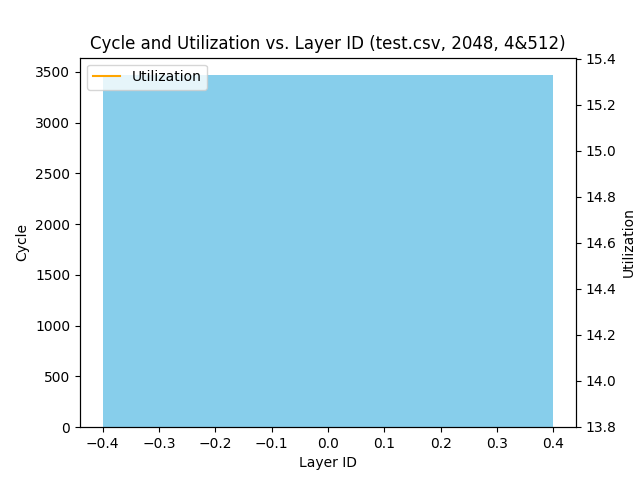 Cycle and Utilization vs. Layer ID (test.csv, 2048, 4&512)
Utilization
3500
3000
2500
2000
1500
1000
500
0
Cycle
15.4
15.2
15.0
14.8
14.6
14.4
14.2
14.0
13.8
Utilization
−0.4 −0.3 −0.2 −0.1 0.0 0.1 0.2 0.3 0.4
Layer ID